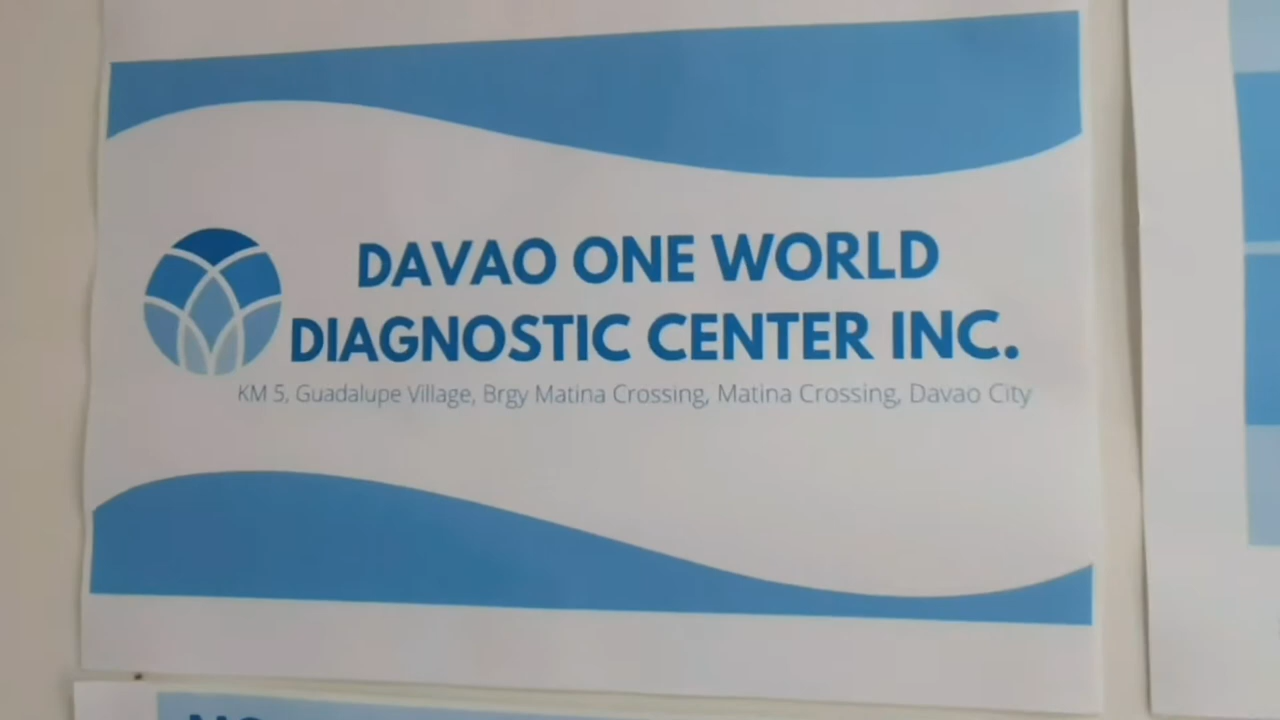 DAVAO ONE WORLD
DIAGNOSTIC CENTER INC.
KM 5, Guadalupe Village, Brgy Matina Crossing, Matina Crossing, Davao City